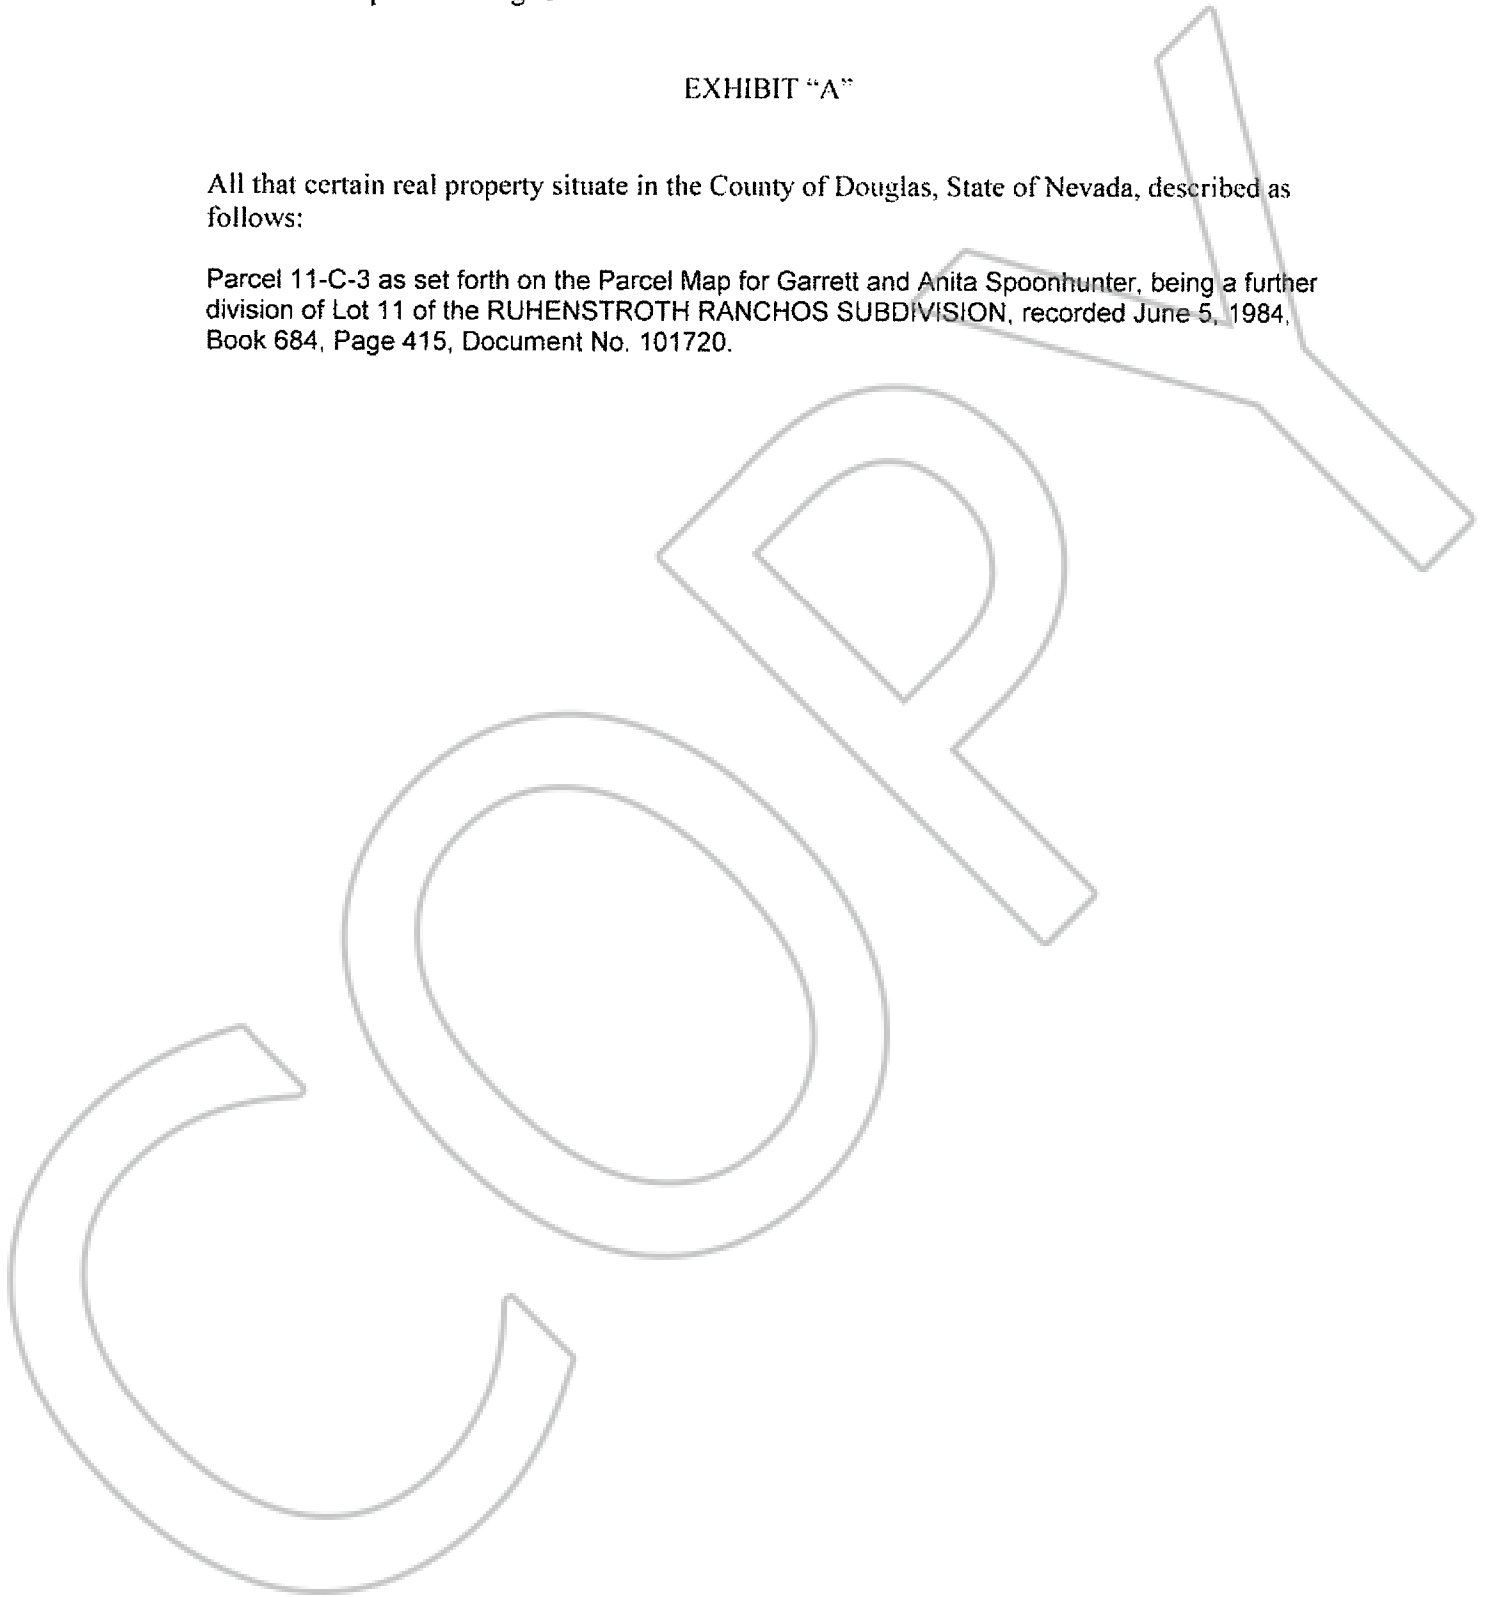 EXHIBIT “A”
All that certain real property situate in the County of Douglas, State of Nevada, described as
follows:
Parcel 11-C-3 as set forth on the Parcel Map for Garrett and Anita Spoonhunter, being a further
division of Lot 11 of the RUHENSTROTH RANCHOS SUBDIVISION, recorded June 5, 1984,
Book 684, Page 415, Document No. 101720.
COPY